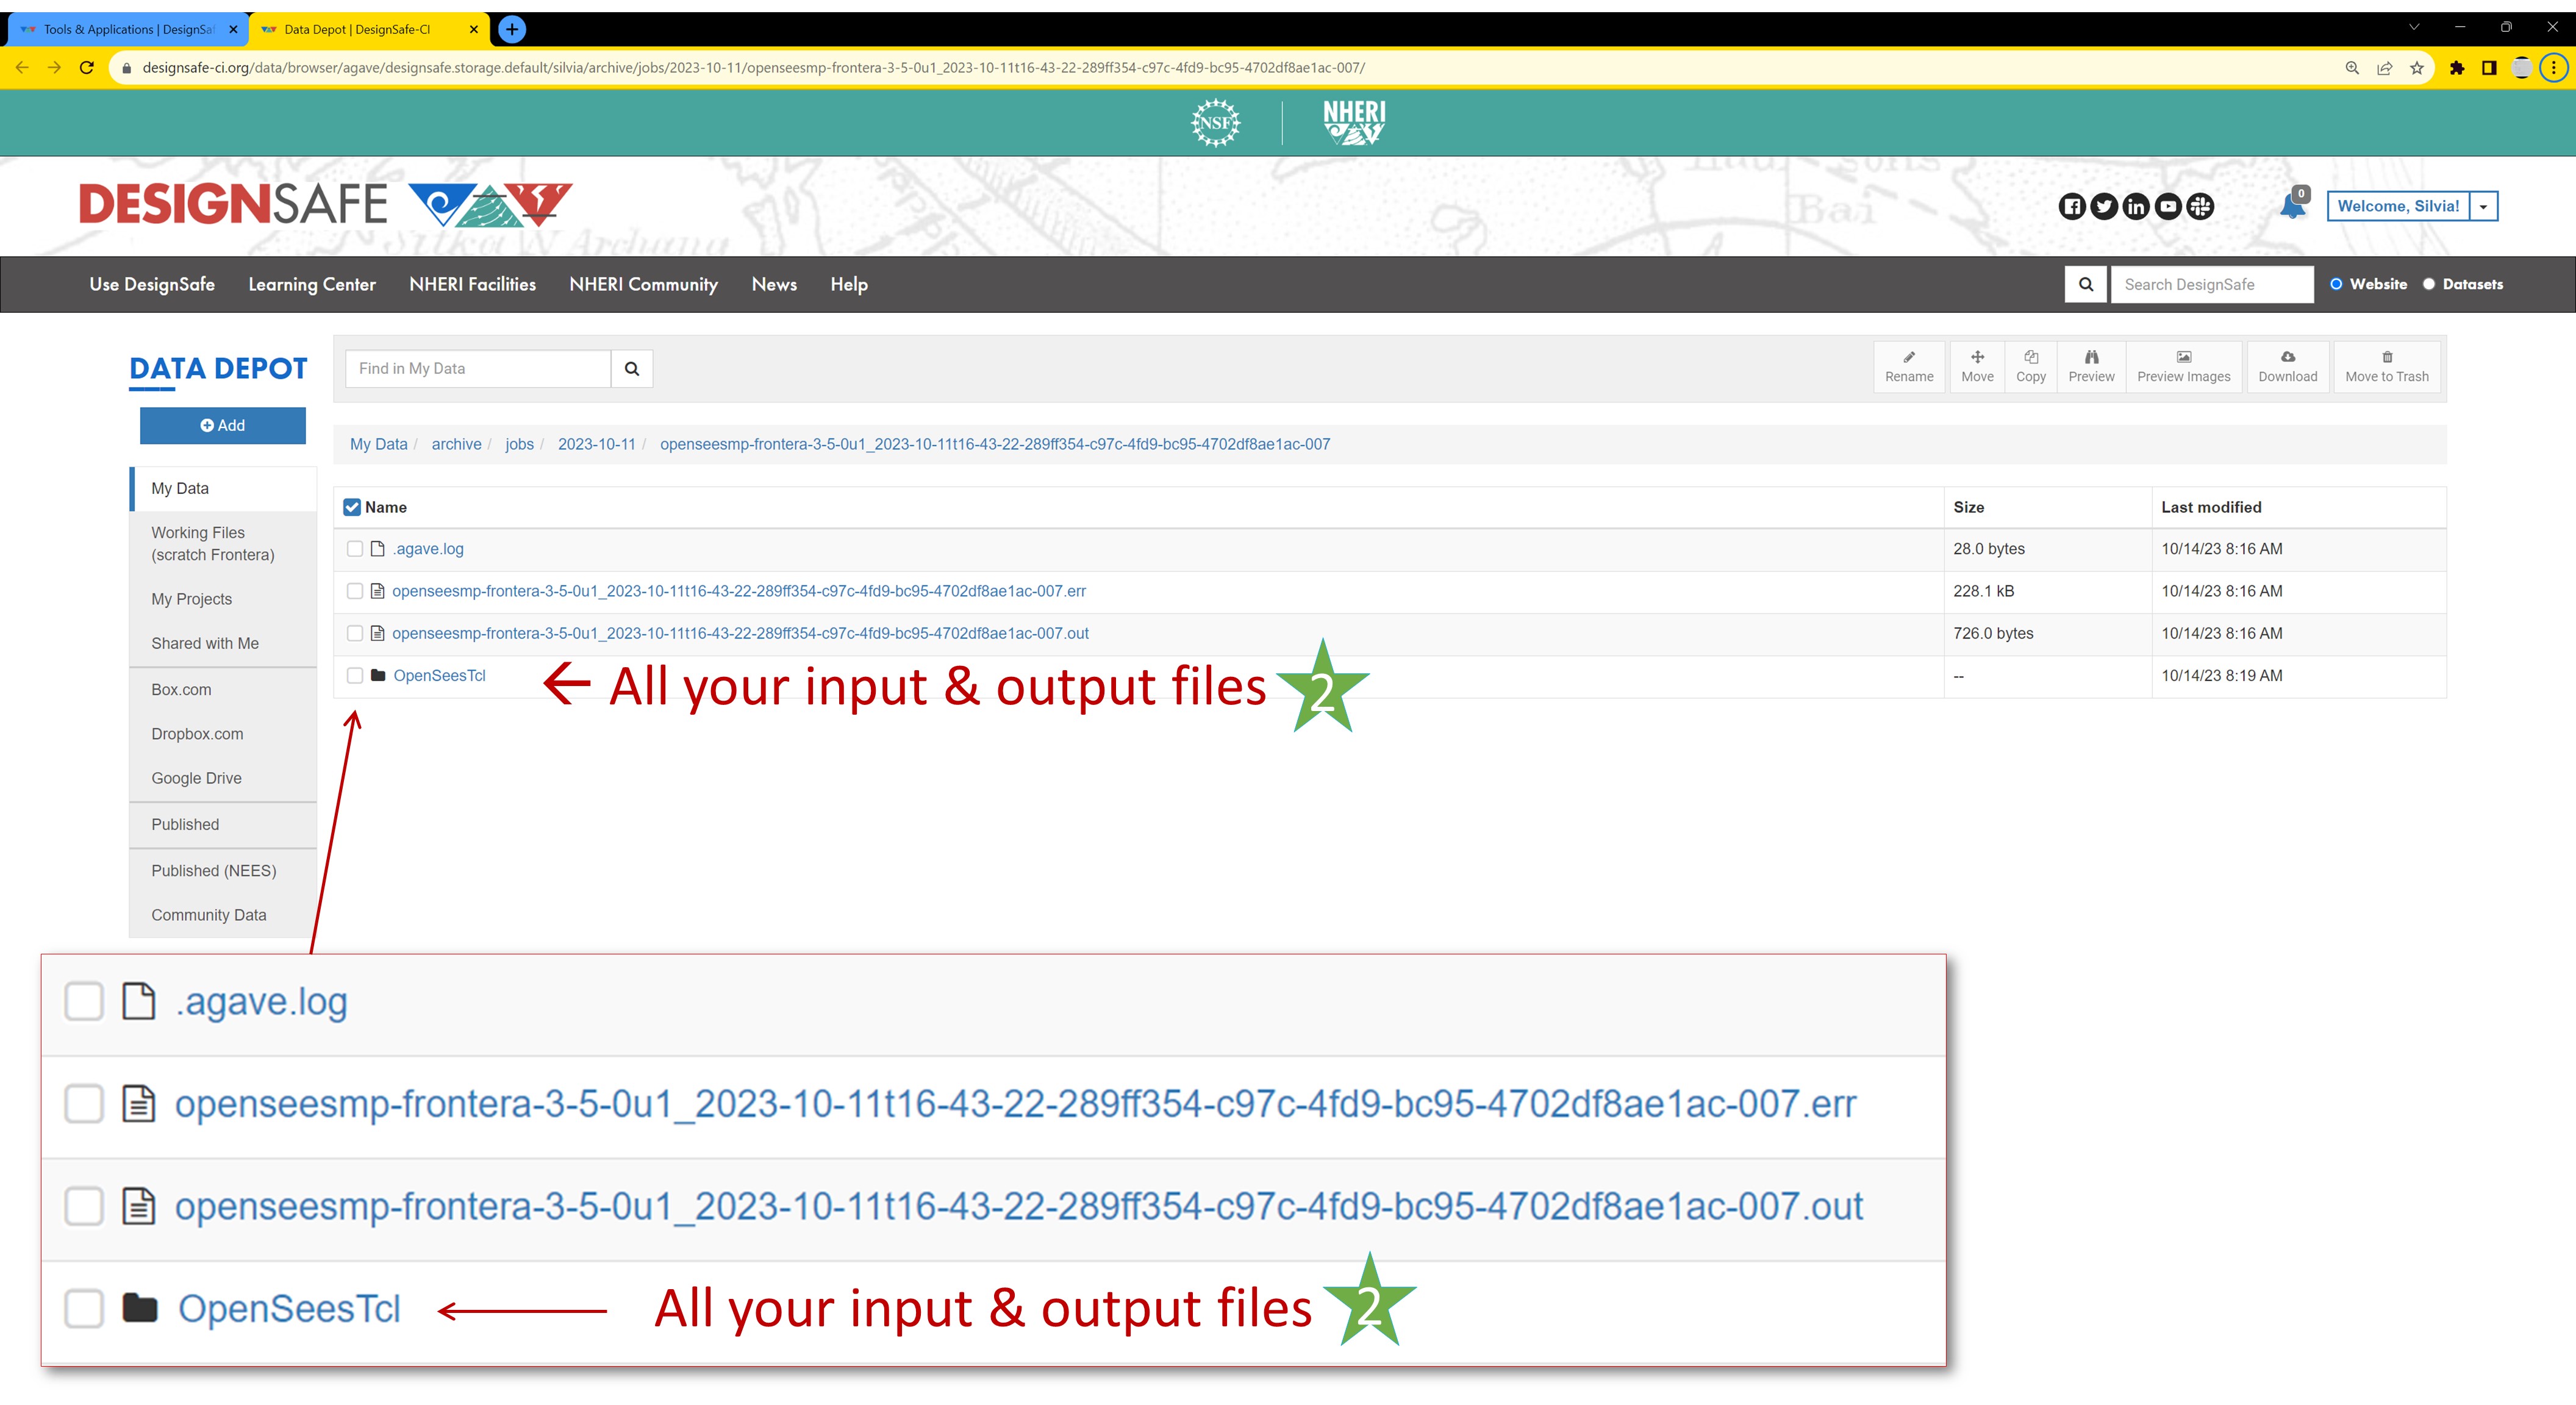 Tools & Applications | DesignSaf
Data Depot | DesignSafe-CI
designsafe-ci.org/data/browser/agave/designsafe.storage.default/silvia/archive/jobs/2023-10-11/openseesmp-frontera-3-5-0u1_2023-10-11t16-43-22-289ff354-c97c-4fd9-bc95-4702df8ae1ac-007/
NSF
NHERI
DESIGNSAFE
0
Welcome, Silvia!
Use DesignSafe Learning Center NHERI Facilities NHERI Community News Help
Search DesignSafe Website Datasets
DATA DEPOT
Find in My Data
Rename Move Copy Preview Preview Images Download Move to Trash
Add
My Data / archive / jobs / 2023-10-11 / openseesmp-frontera-3-5-0u1_2023-10-11t16-43-22-289ff354-c97c-4fd9-bc95-4702df8ae1ac-007
My Data
Working Files
(scratch Frontera)
My Projects
Shared with Me
Box.com
Dropbox.com
Google Drive
Published
Published (NEES)
Community Data
Name Size Last modified
.agave.log 28.0 bytes 10/14/23 8:16 AM
openseesmp-frontera-3-5-0u1_2023-10-11t16-43-22-289ff354-c97c-4fd9-bc95-4702df8ae1ac-007.err 228.1 kB 10/14/23 8:16 AM
openseesmp-frontera-3-5-0u1_2023-10-11t16-43-22-289ff354-c97c-4fd9-bc95-4702df8ae1ac-007.out 726.0 bytes 10/14/23 8:16 AM
OpenSeesTcl -- 10/14/23 8:19 AM
← All your input & output files 2
.agave.log
openseesmp-frontera-3-5-0u1_2023-10-11t16-43-22-289ff354-c97c-4fd9-bc95-4702df8ae1ac-007.err
openseesmp-frontera-3-5-0u1_2023-10-11t16-43-22-289ff354-c97c-4fd9-bc95-4702df8ae1ac-007.out
OpenSeesTcl
All your input & output files 2